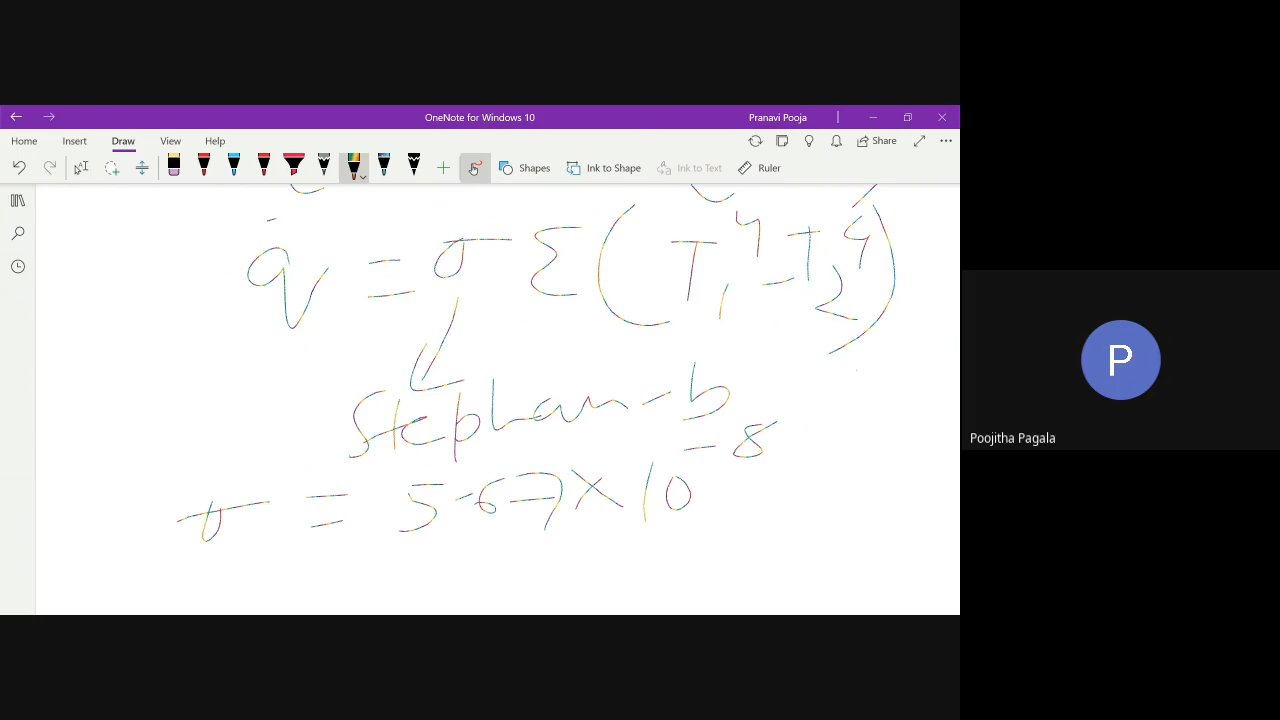 OneNote for Windows 10
Pranavi Pooja
Home Insert Draw View Help
Share
Shapes Ink to Shape Ink to Text Ruler
q̇ = σ Σ (T₁⁴ - T₂⁴)
Stephan - b
σ = 5.67 × 10⁻⁸
P
Poojitha Pagala